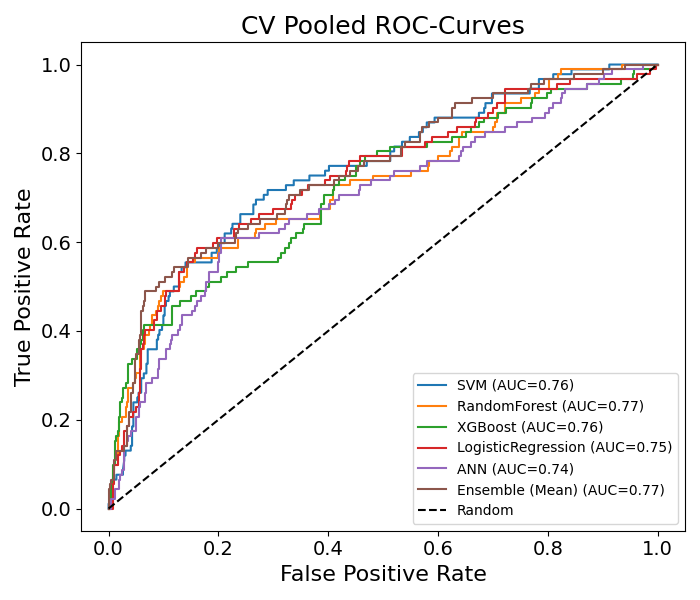 CV Pooled ROC-Curves
True Positive Rate
1.0
0.8
0.6
0.4
0.2
0.0
SVM (AUC=0.76)
RandomForest (AUC=0.77)
XGBoost (AUC=0.76)
LogisticRegression (AUC=0.75)
ANN (AUC=0.74)
Ensemble (Mean) (AUC=0.77)
Random
0.0 0.2 0.4 0.6 0.8 1.0
False Positive Rate